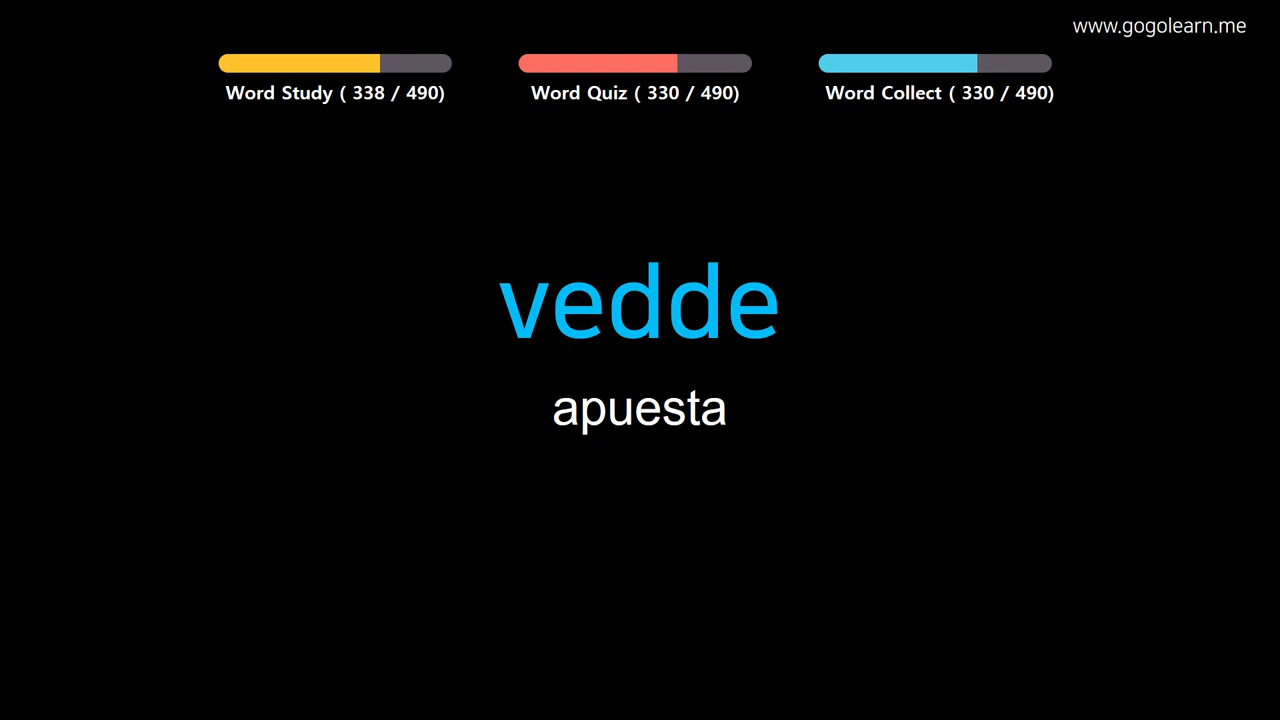 www.gogolearn.me
Word Study ( 338 / 490)
Word Quiz ( 330 / 490)
Word Collect ( 330 / 490)
vedde
apuesta